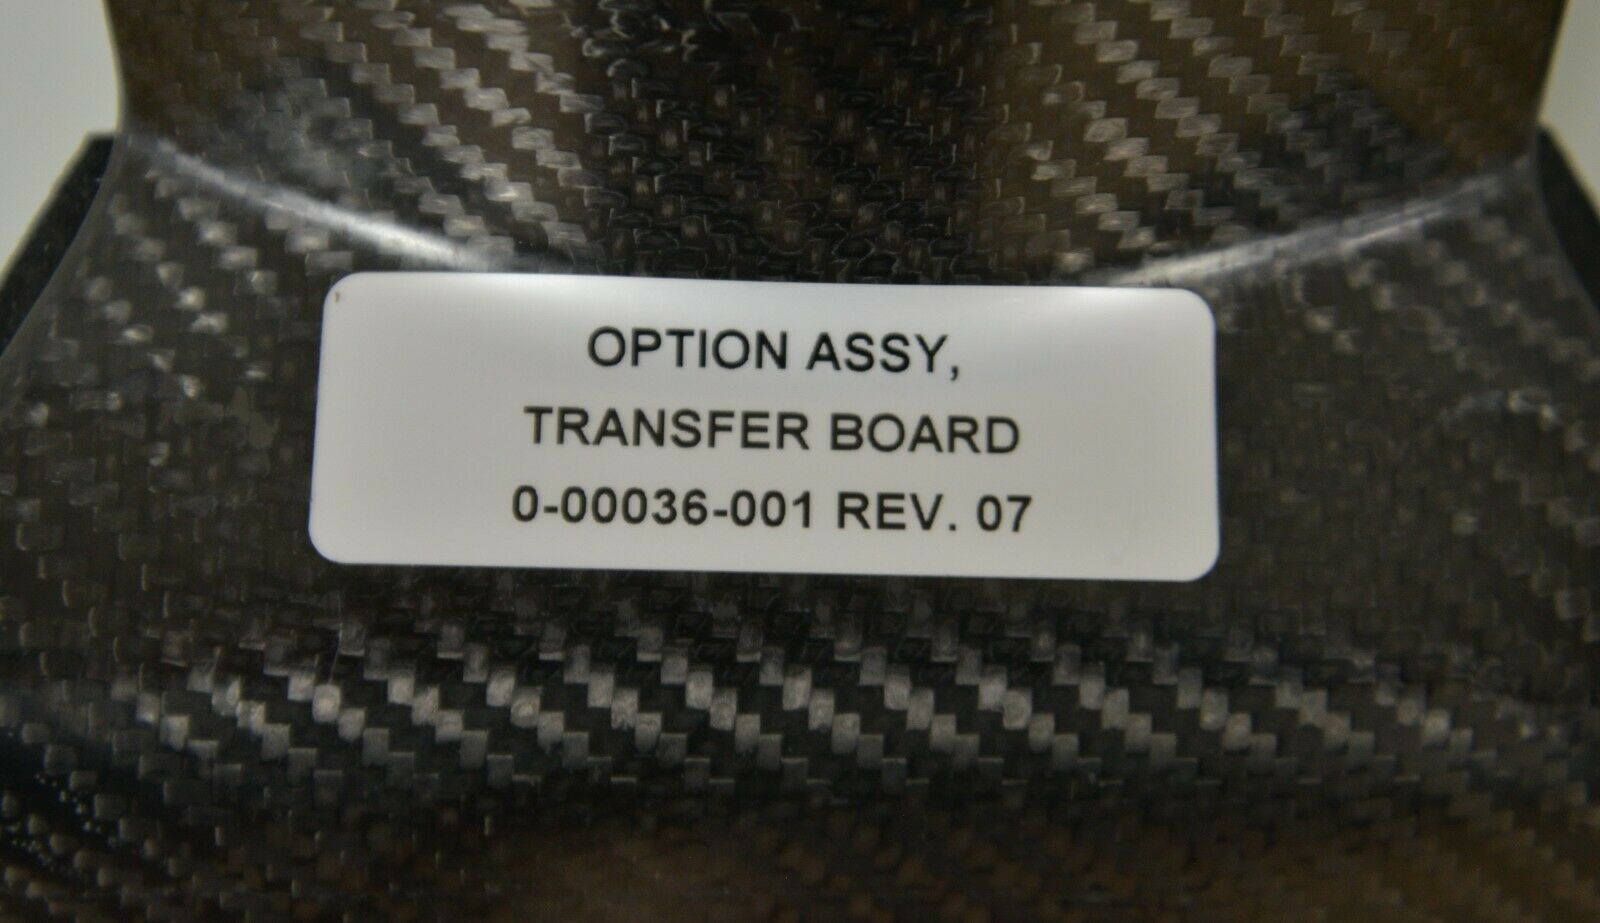 OPTION ASSY,
TRANSFER BOARD
0-00036-001 REV. 07